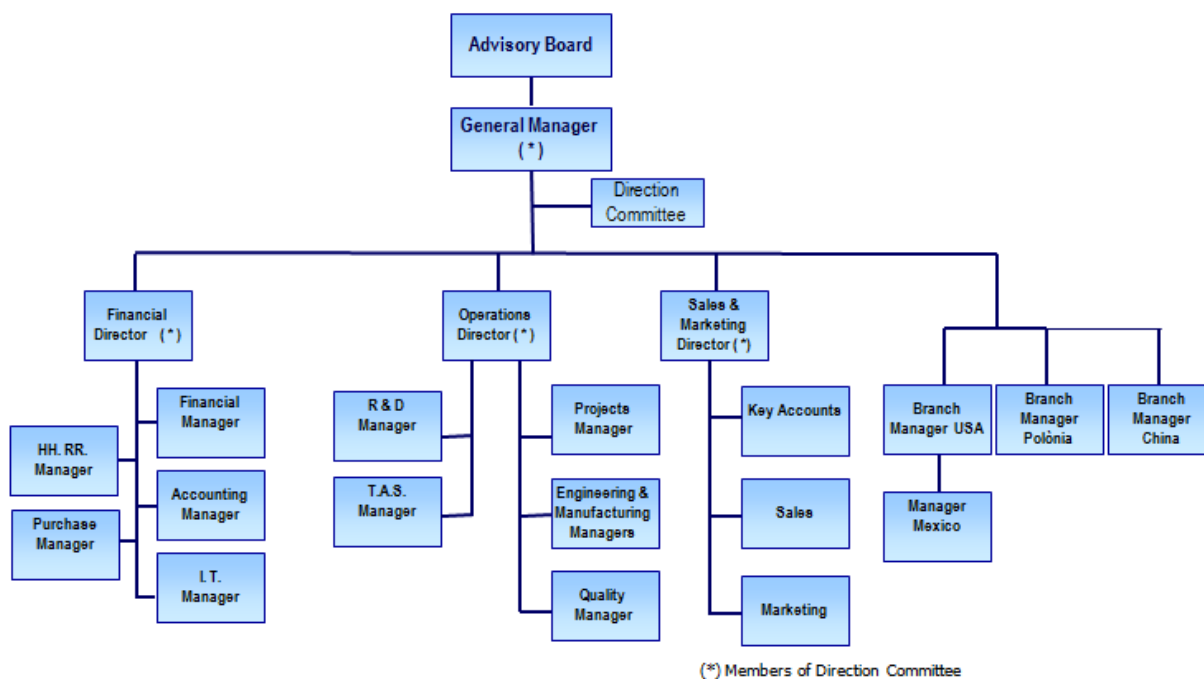 Advisory Board
General Manager
( * )
Direction
Committee
Financial
Director ( * )
Operations
Director ( * )
Sales &
Marketing
Director ( * )
Financial
Manager
HH. RR.
Manager
Accounting
Manager
Purchase
Manager
I. T.
Manager
R & D
Manager
T.A.S.
Manager
Projects
Manager
Engineering &
Manufacturing
Managers
Quality
Manager
Key Accounts
Sales
Marketing
Branch
Manager USA
Branch
Manager
Polònia
Branch
Manager
China
Manager
Mexico
(*) Members of Direction Committee